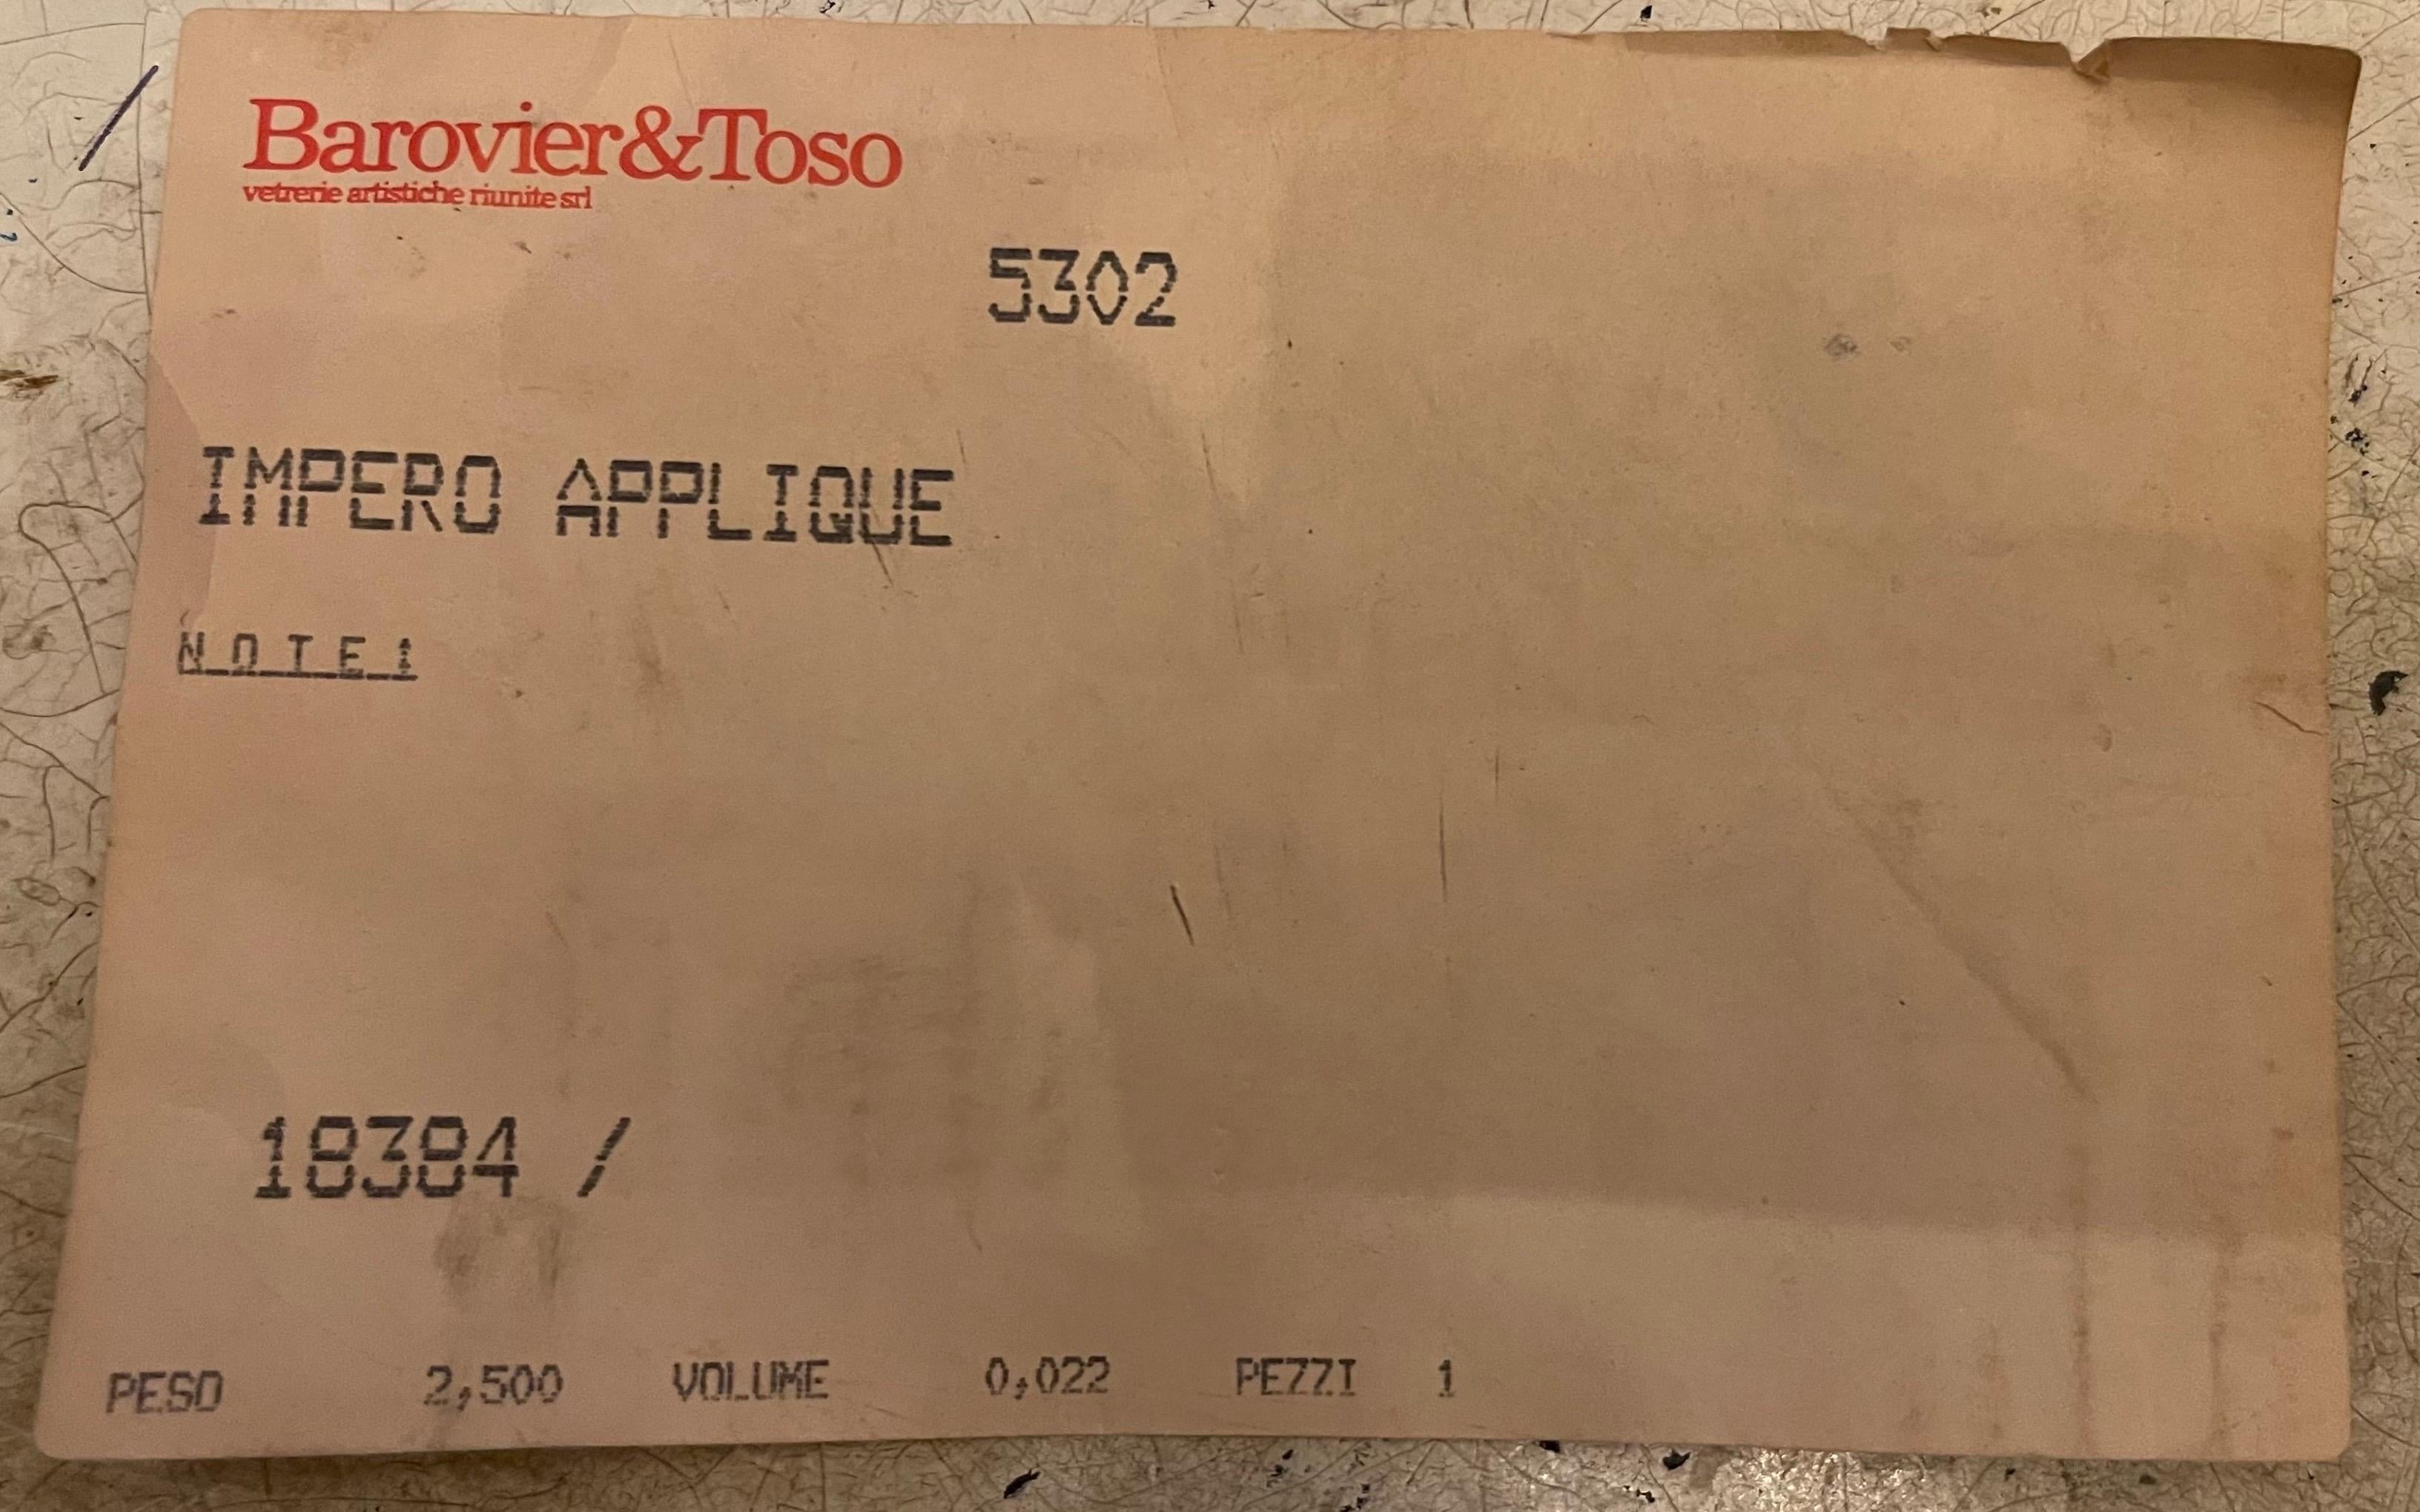 Barovier&Toso
vetrerie artistiche riunite srl
5302
IMPERO APPLIQUE
NOTE:
18384 /
PESO 2,500 VOLUME 0,022 PEZZI 1